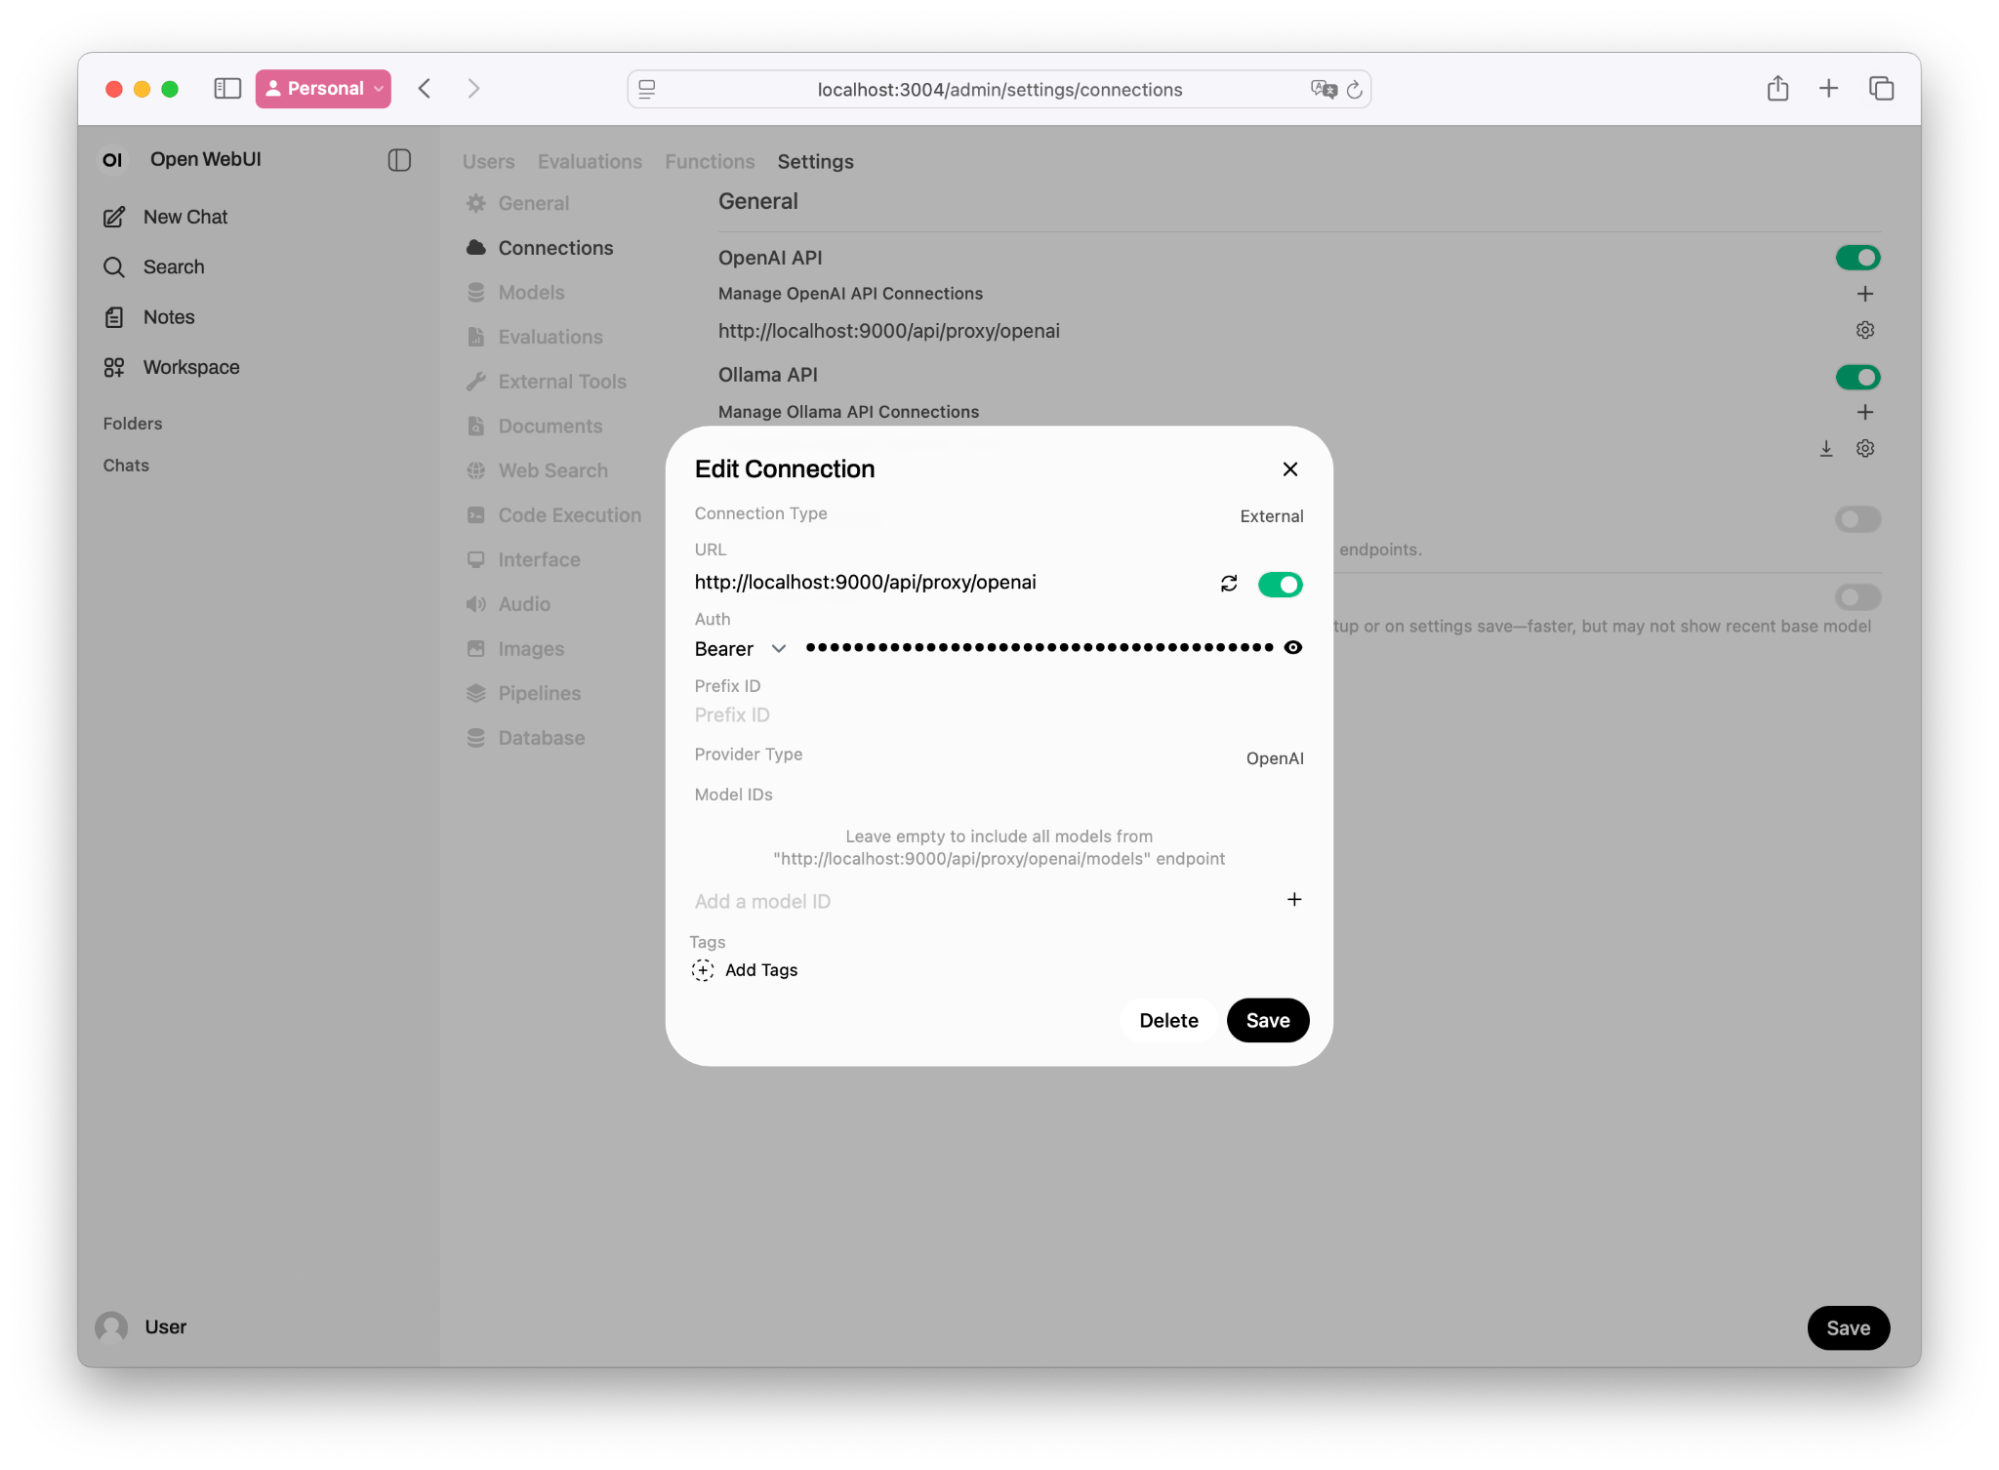 Personal
localhost:3004/admin/settings/connections
OI Open WebUI
New Chat
Search
Notes
Workspace
Folders
Chats
User
Users Evaluations Functions Settings
General
Connections
Models
Evaluations
External Tools
Documents
Web Search
Code Execution
Interface
Audio
Images
Pipelines
Database
General
OpenAI API
Manage OpenAI API Connections
http://localhost:9000/api/proxy/openai
Ollama API
Manage Ollama API Connections
endpoints.
tup or on settings save—faster, but may not show recent base model
Edit Connection
Connection Type External
URL
http://localhost:9000/api/proxy/openai
Auth
Bearer ●●●●●●●●●●●●●●●●●●●●●●●●●●●●●●●●●●●●●●●
Prefix ID
Prefix ID
Provider Type OpenAI
Model IDs
Leave empty to include all models from
"http://localhost:9000/api/proxy/openai/models" endpoint
Add a model ID
Tags
Add Tags
Delete Save
Save